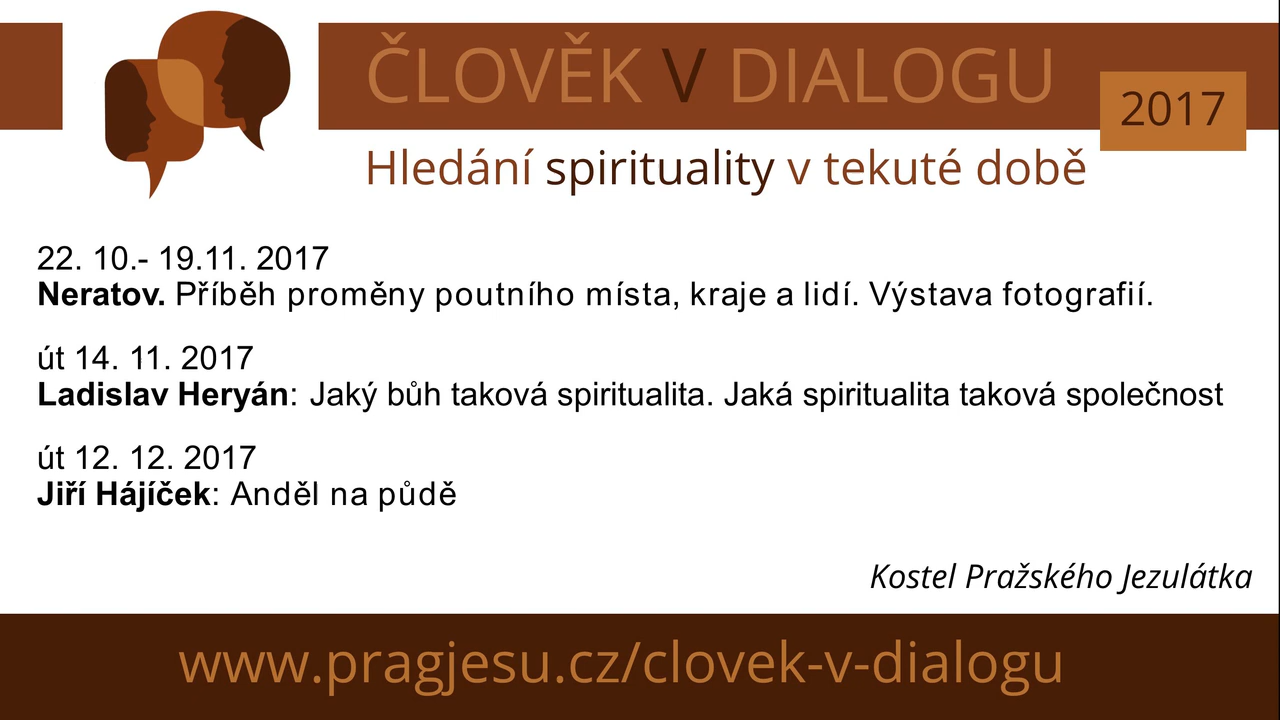 ČLOVĚK V DIALOGU
2017
Hledání spirituality v tekuté době
22. 10.- 19.11. 2017
Neratov. Příběh proměny poutního místa, kraje a lidí. Výstava fotografií.
út 14. 11. 2017
Ladislav Heryán: Jaký bůh taková spiritualita. Jaká spiritualita taková společnost
út 12. 12. 2017
Jiří Hájíček: Anděl na půdě
Kostel Pražského Jezulátka
www.pragjesu.cz/clovek-v-dialogu